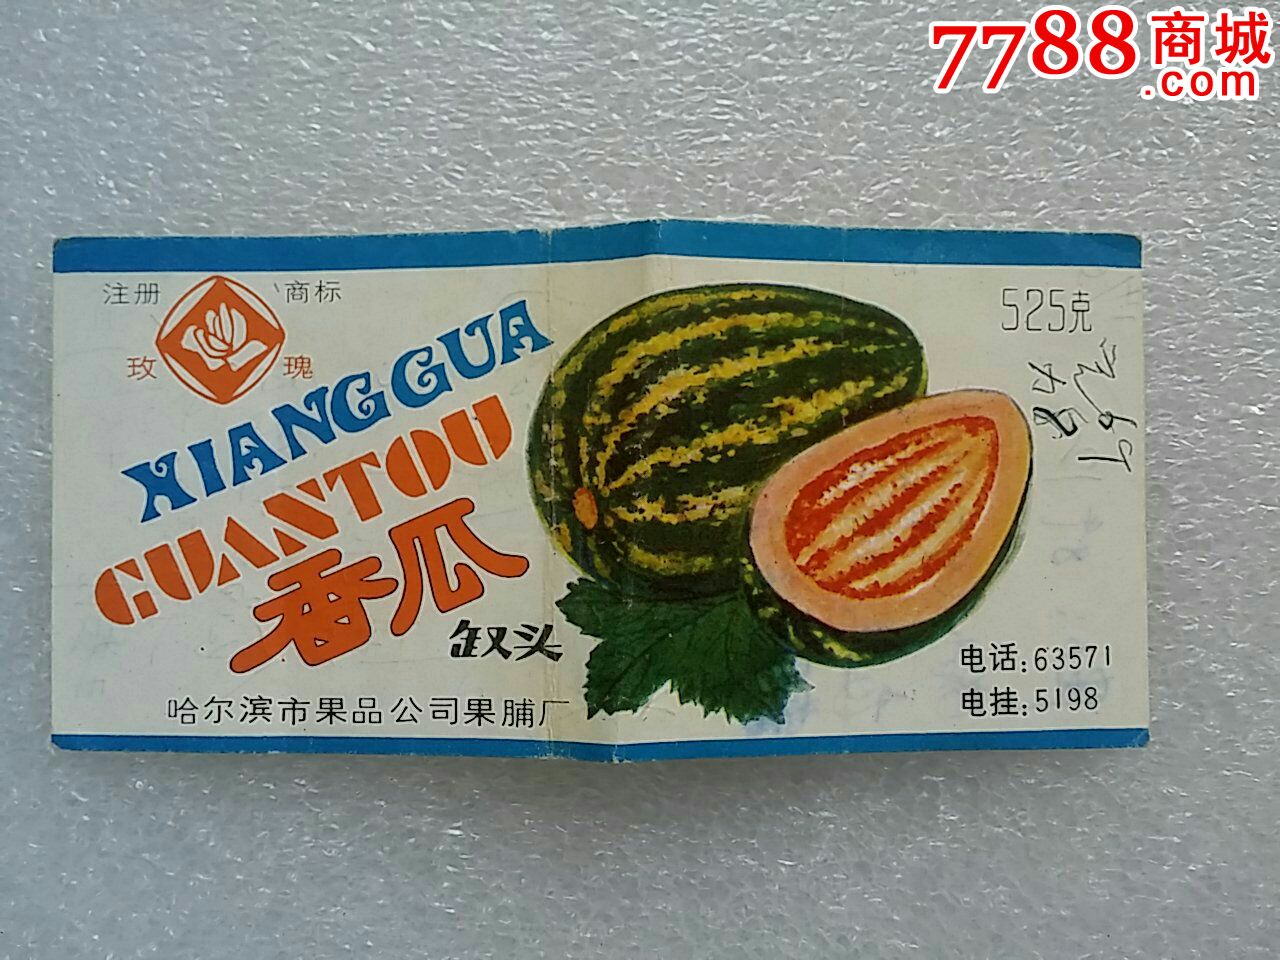 7788商城
.com
注册 商标
玫 瑰
525克
XIANGGUA
GUANTOU
香瓜
缶又头
哈尔滨市果品公司果脯厂
电话:63571
电挂:5198